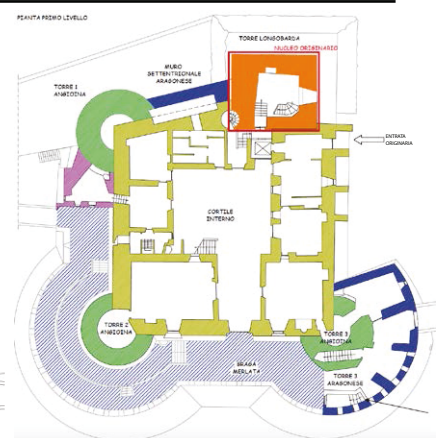 PIANTA PRIMO LIVELLO
TORRE LONGOBARDA
NUCLEO ORIGINARIO
MURO
SETTENTRIONALE
ARAGONESE
TORRE 1
ANGIOINA
ENTRATA
ORIGINARIA
CORTILE
INTERNO
TORRE 2
ANGIOINA
TORRE 3
ANGIOINA
BRAGA
MERLATA
TORRE 3
ARAGONESE